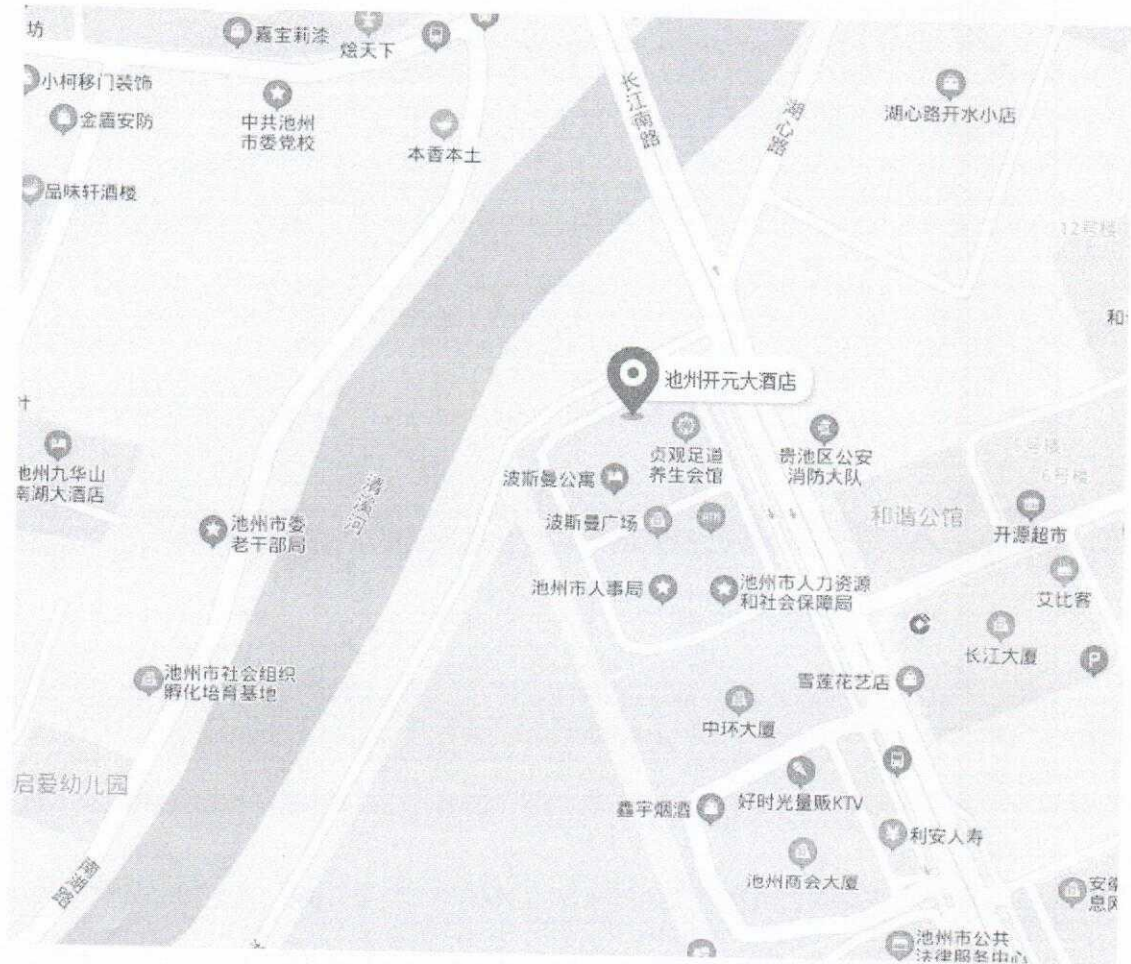 坊
嘉宝莉漆
烩天下
小柯移门装饰
金盾安防
中共池州
市委党校
本香本土
品味轩酒楼
长江南路
湖心路
湖心路开水小店
12号楼
和
池州开元大酒店
贞观足道
养生会馆
贵池区公安
消防大队
波斯曼公寓
波斯曼广场
和谐公馆
开源超市
池州九华山
南湖大酒店
清溪河
池州市委
老干部局
池州市人事局
池州市人力资源
和社会保障局
艾比客
长江大厦
P
池州市社会组织
孵化培育基地
雪莲花艺店
中环大厦
启爱幼儿园
好时光量贩KTV
鑫宇烟酒
利安人寿
池州商会大厦
南湖路
安徽
息网
池州市公共
法律服务中心